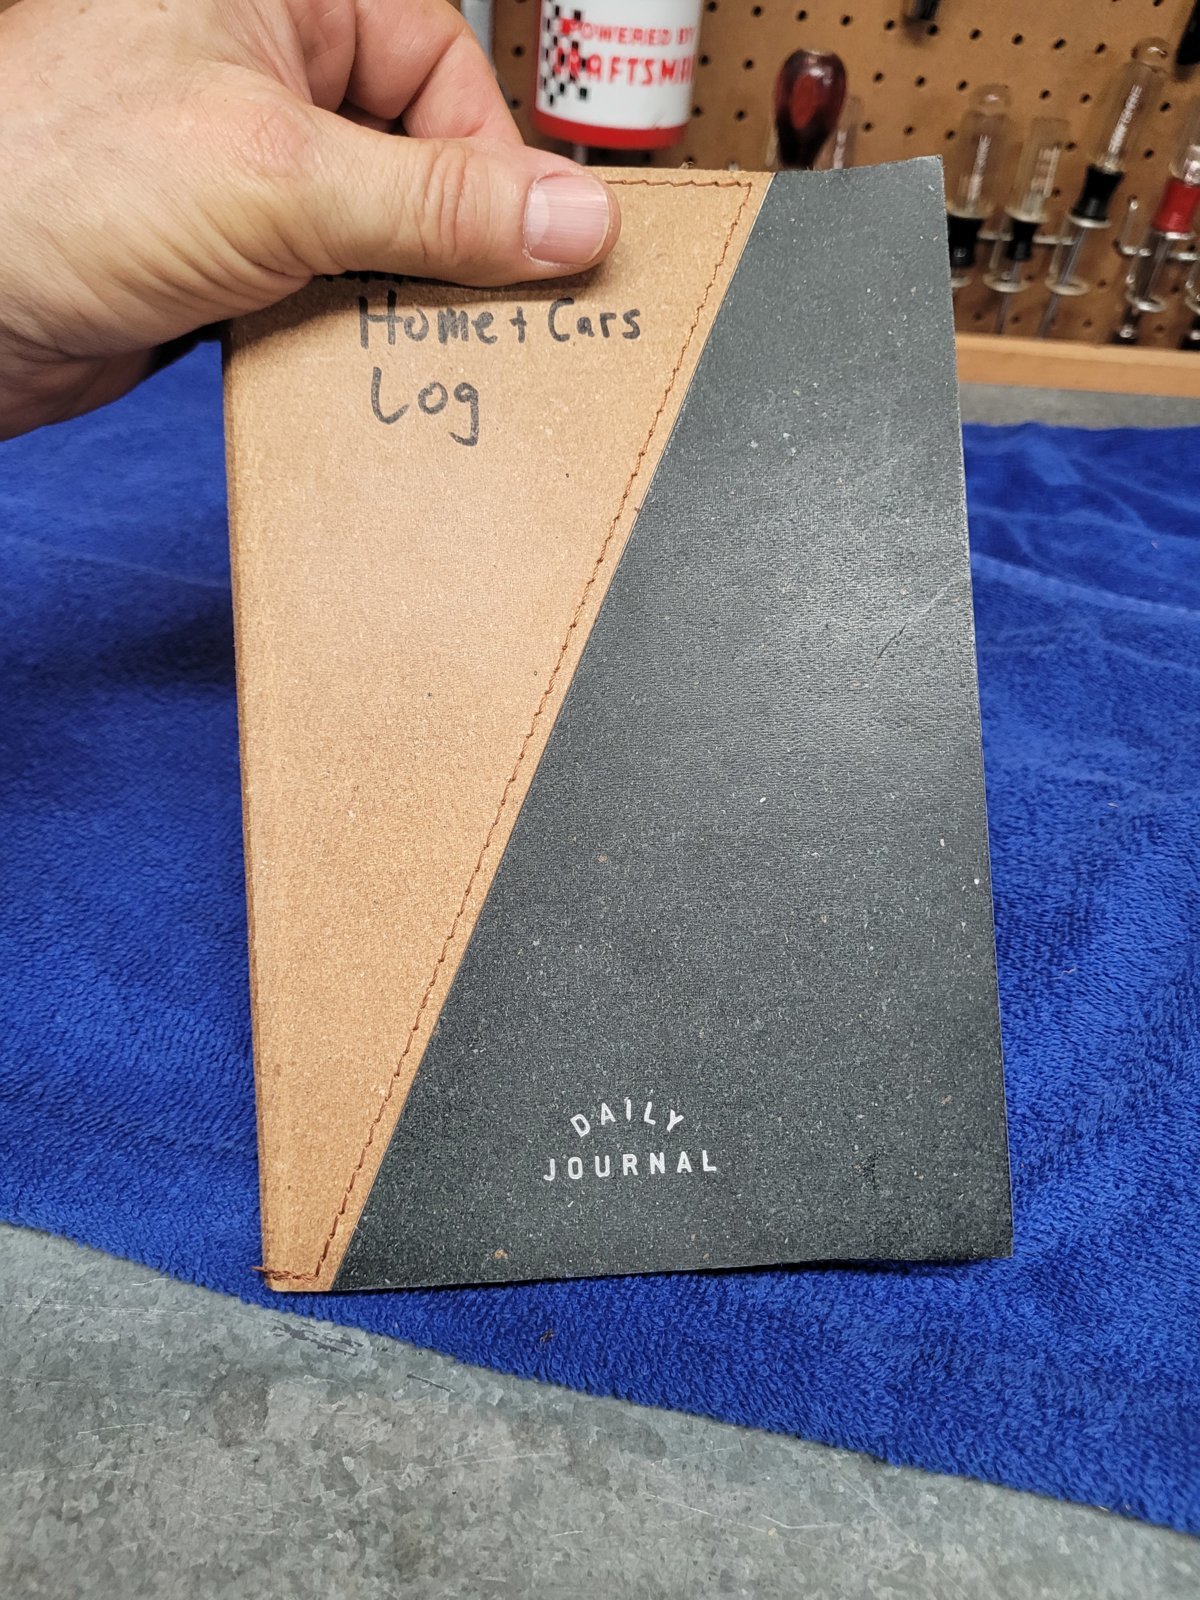 POWERED BY
Home + Cars
Log
DAILY
JOURNAL